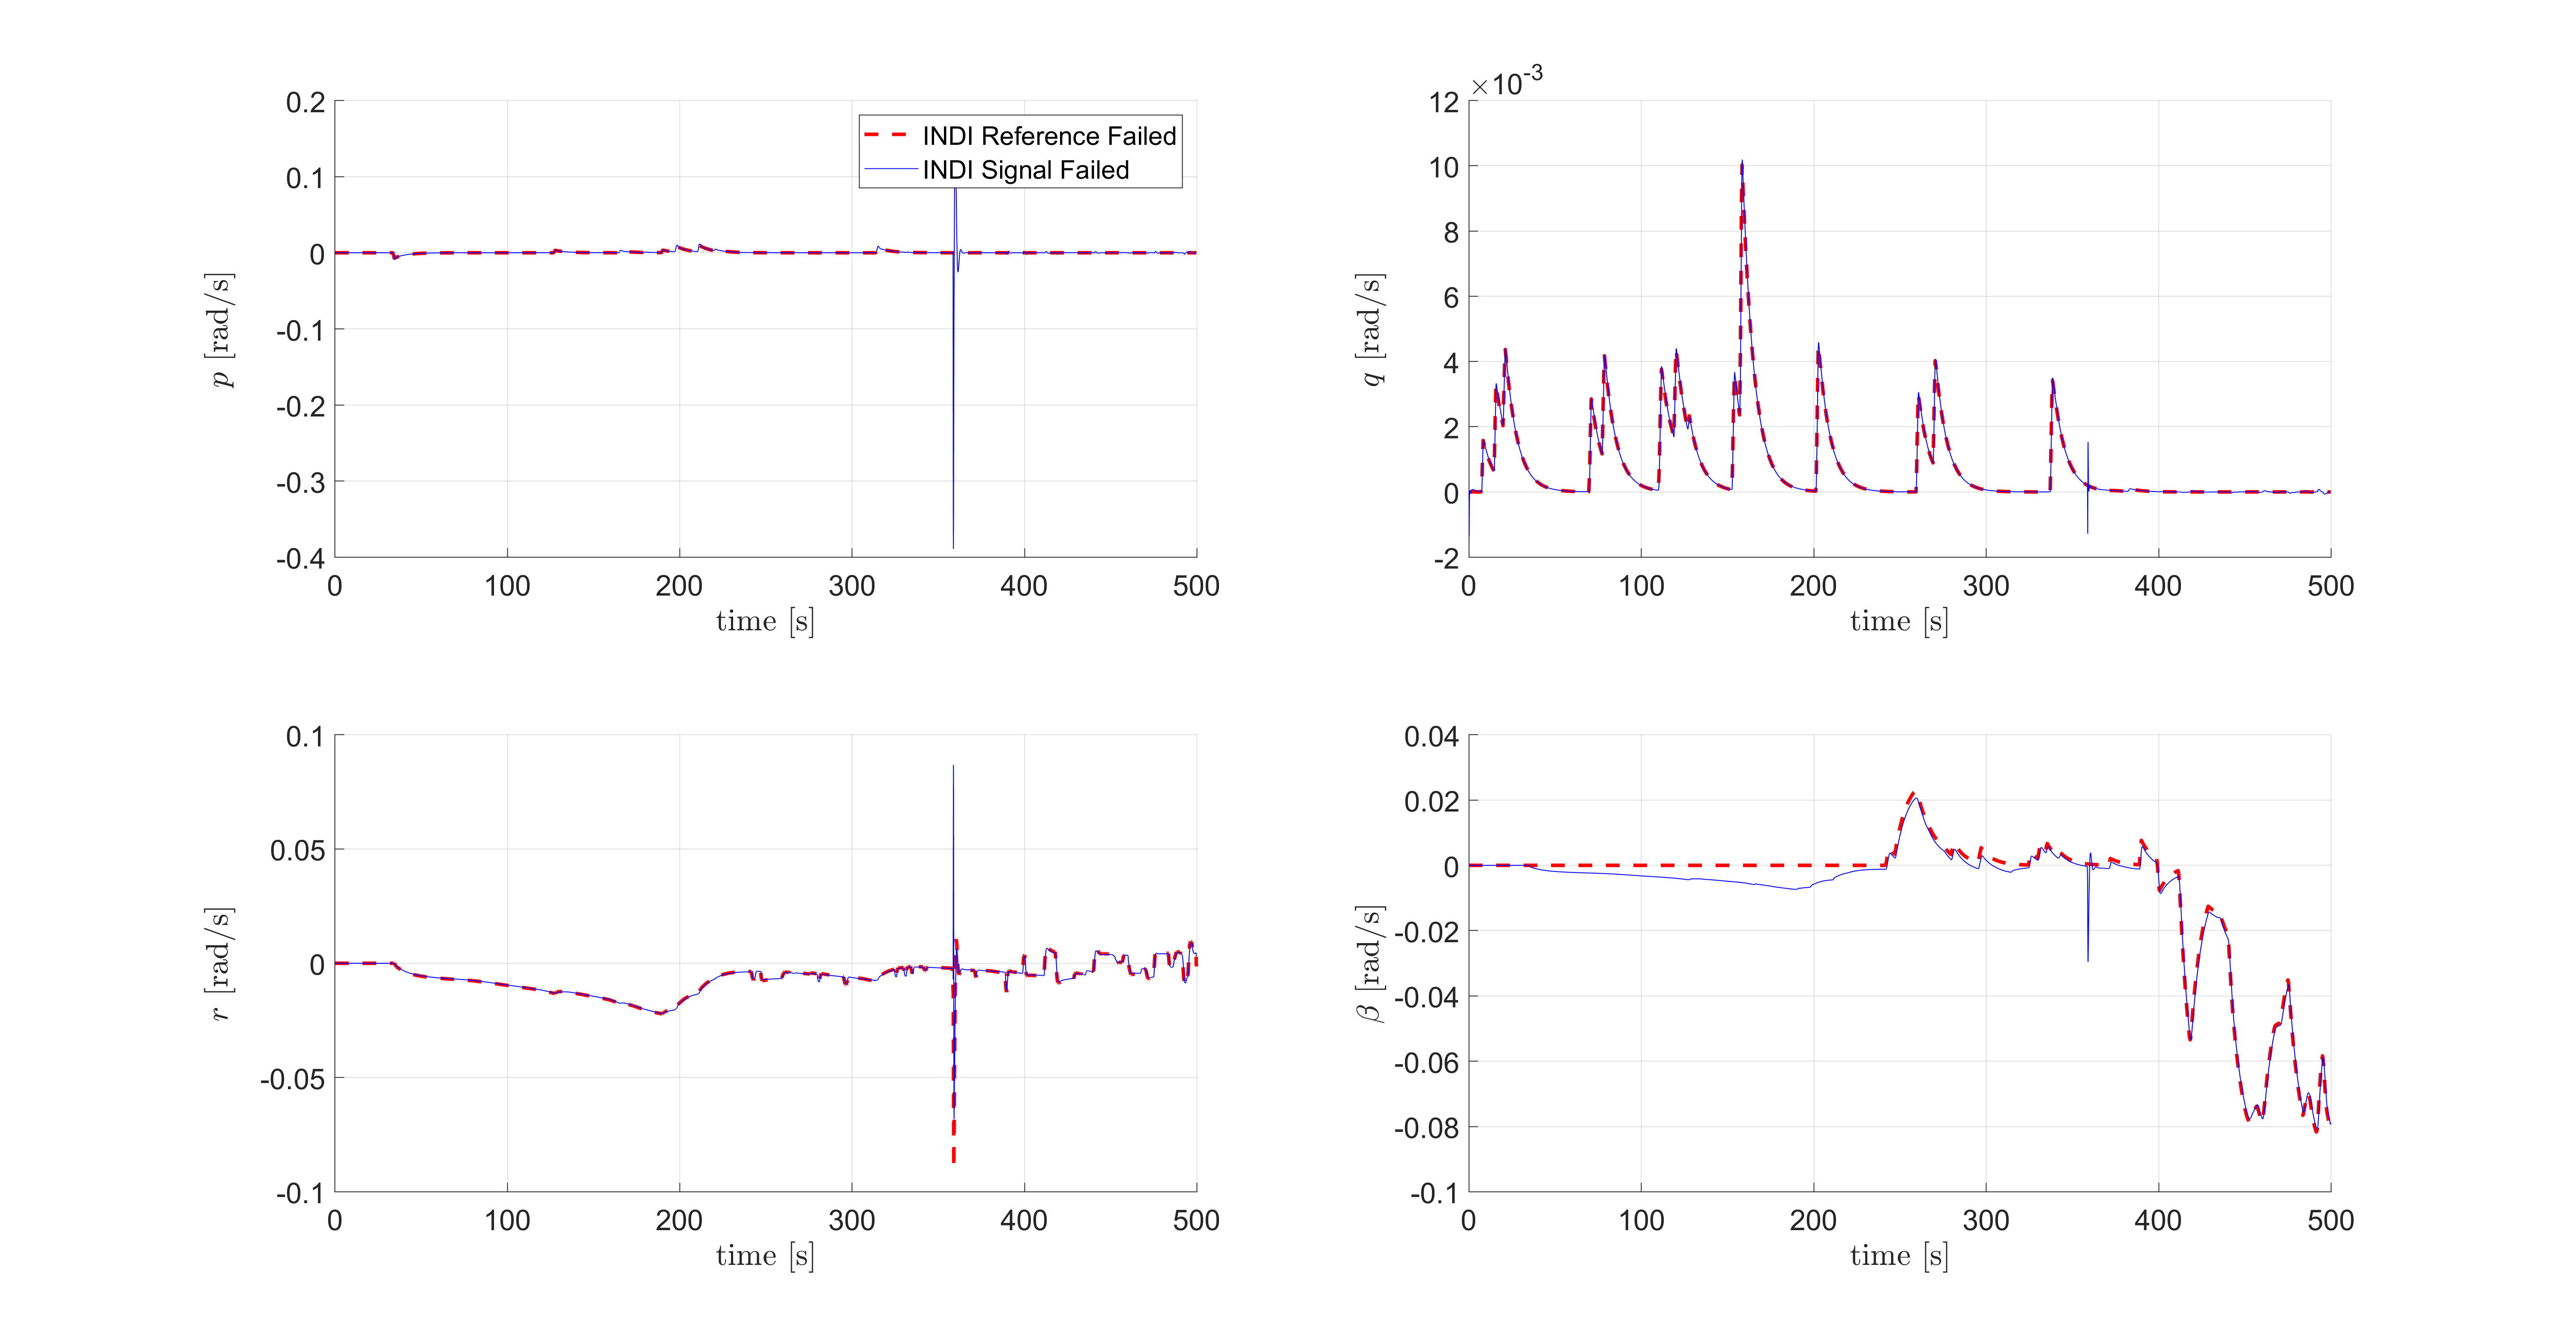 0.2
0.1
0
-0.1
-0.2
-0.3
-0.4
p [rad/s]
INDI Reference Failed
INDI Signal Failed
0 100 200 300 400 500
time [s]
×10-3
12
10
8
6
4
2
0
-2
q [rad/s]
0 100 200 300 400 500
time [s]
0.1
0.05
0
-0.05
-0.1
r [rad/s]
0 100 200 300 400 500
time [s]
0.04
0.02
0
-0.02
-0.04
-0.06
-0.08
-0.1
β [rad/s]
0 100 200 300 400 500
time [s]